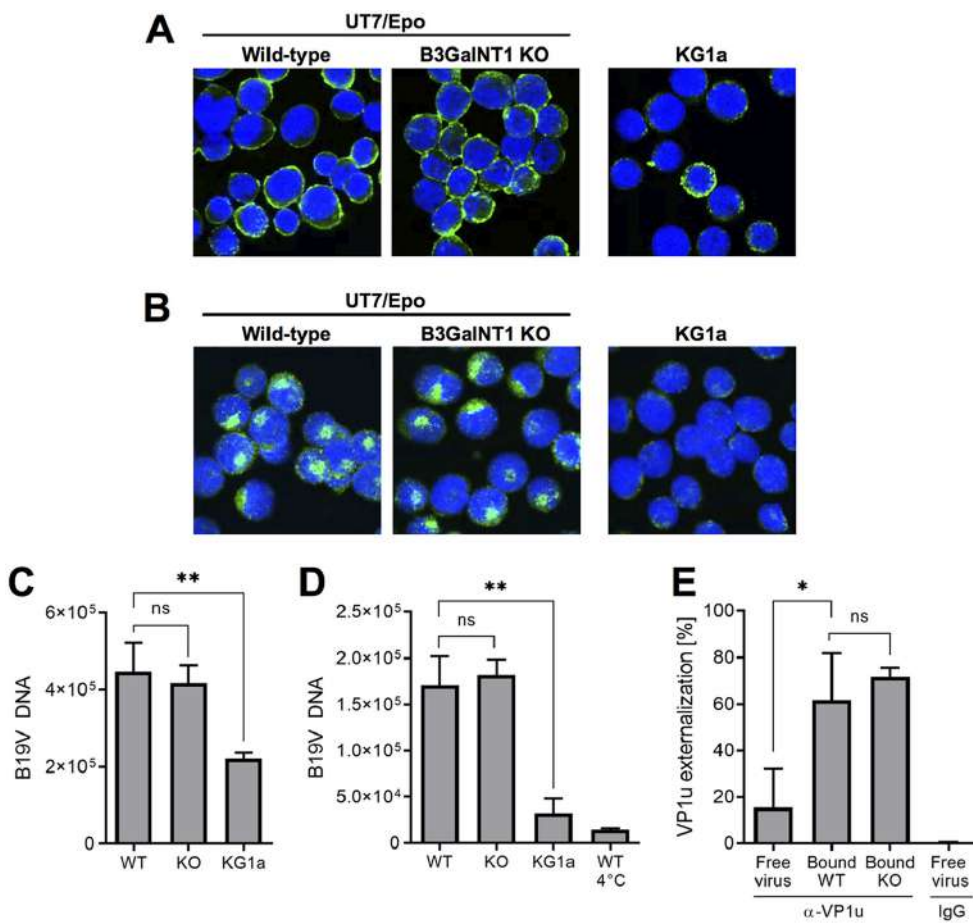 A
UT7/Epo
Wild-type B3GalNT1 KO KG1a
B
UT7/Epo
Wild-type B3GalNT1 KO KG1a
C
B19V DNA
6×10⁵
4×10⁵
2×10⁵
0
**
ns
WT KO KG1a
D
B19V DNA
2.5×10⁵
2.0×10⁵
1.5×10⁵
1.0×10⁵
5.0×10⁴
0
**
ns
WT KO KG1a WT
4°C
E
VP1u externalization [%]
100
80
60
40
20
0
*
ns
Free Bound Bound Free
virus WT KO virus
α-VP1u IgG